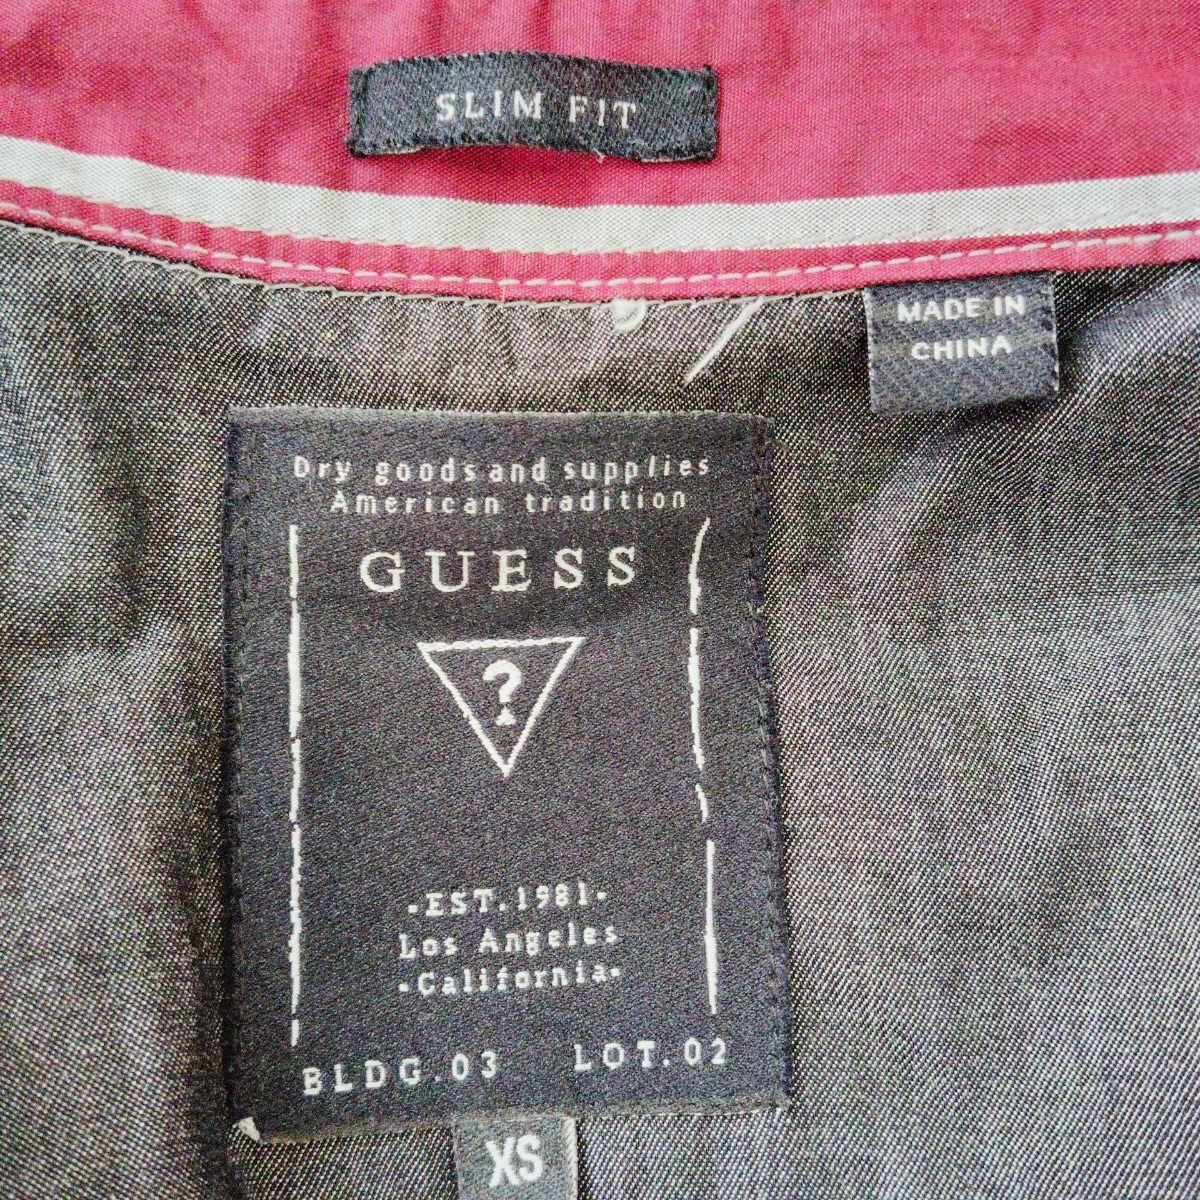 SLIM FIT
MADE IN
CHINA
Dry goods and supplies
American tradition
GUESS
?
•EST.1981•
Los Angeles
•California•
BLDG.03 LOT.02
XS